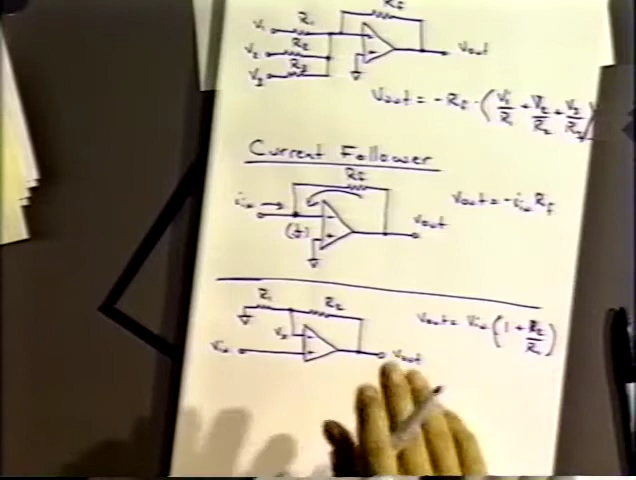 RF
V1 R1
V2 R2 Vout
V3 R3
Vout = -RF · (V1/R1 + V2/R2 + V3/R3)
Current Follower
RF
iin Vout = -iin RF
Vout
R1 R2
Vout = Vin (1 + R2/R1)
Vin Vout